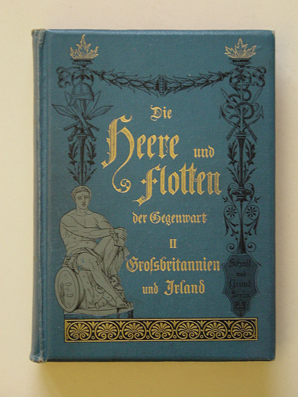 Die
Heere und
Flotten
der Gegenwart
II
Großbritannien
und Irland